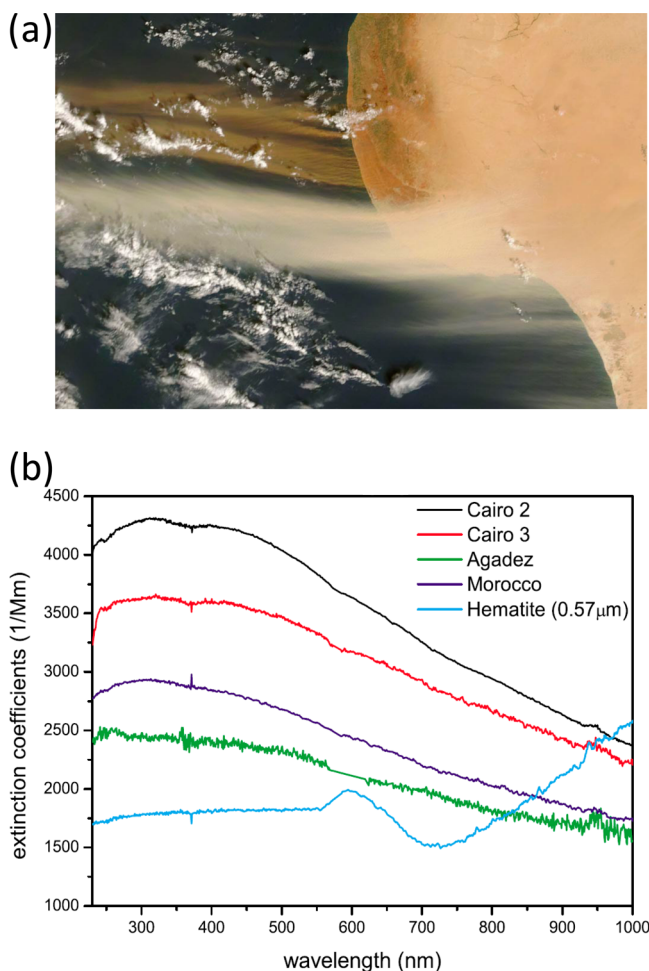 (a)
(b)
4500
4000
3500
3000
2500
2000
1500
1000
extinction coefficients (1/Mm)
Cairo 2
Cairo 3
Agadez
Morocco
Hematite (0.57μm)
300 400 500 600 700 800 900 1000
wavelength (nm)